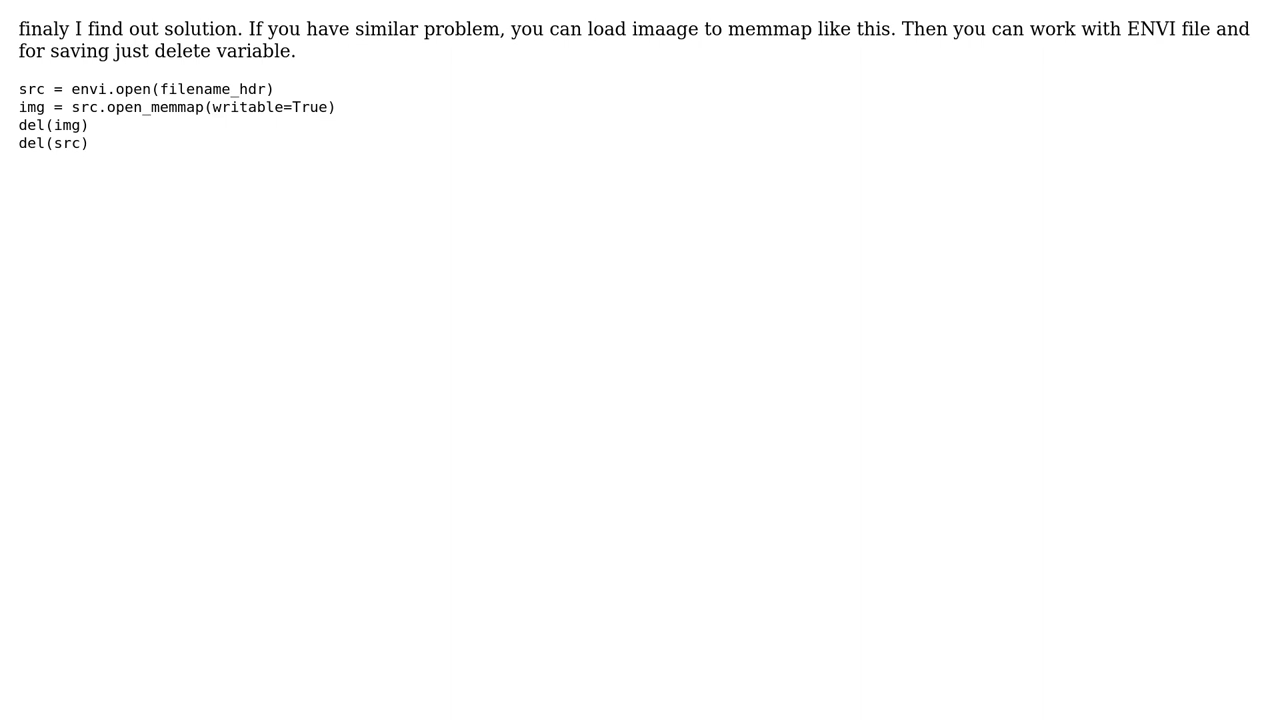 finaly I find out solution. If you have similar problem, you can load imaage to memmap like this. Then you can work with ENVI file and
for saving just delete variable.
src = envi.open(filename_hdr)
img = src.open_memmap(writable=True)
del(img)
del(src)